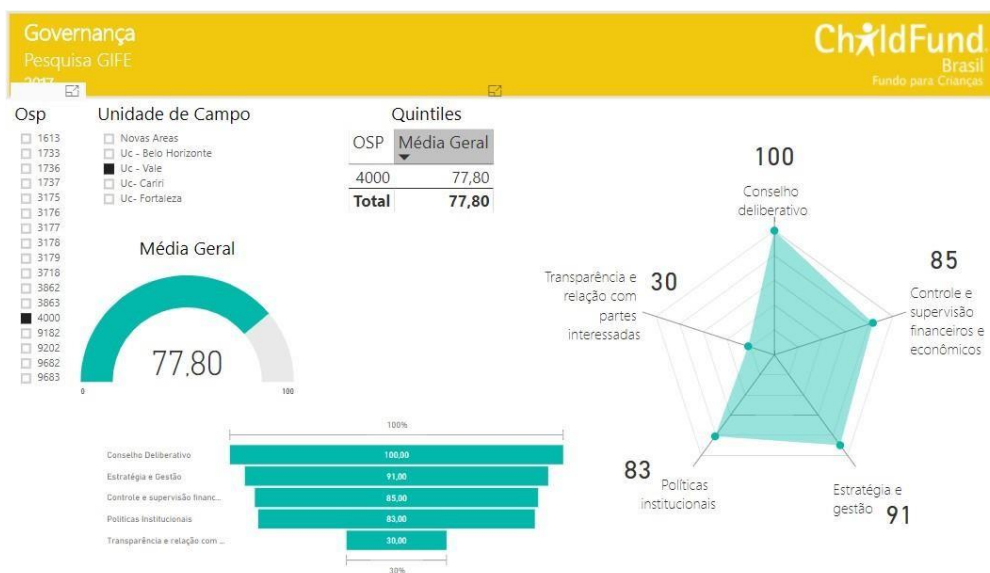 Governança
Pesquisa GIFE
2017
ChildFund
Brasil
Fundo para Crianças
Osp
1613
1733
1736
1737
3175
3176
3177
3178
3179
3718
3862
3863
4000
9182
9202
9682
9683
Unidade de Campo
Novas Areas
Uc - Belo Horizonte
Uc - Vale
Uc- Cariri
Uc- Fortaleza
Quintiles
OSP Média Geral
4000 77,80
Total 77,80
Média Geral
77,80
0 100
100
Conselho
deliberativo
85
Controle e
supervisão
financeiros e
econômicos
Estratégia e
gestão 91
83 Políticas
institucionais
Transparência e
relação com
partes
interessadas
30
100%
Conselho Deliberativo 100,00
Estratégia e Gestão 91,00
Controle e supervisão financ... 85,00
Políticas Institucionais 83,00
Transparência e relação com ... 30,00
30%